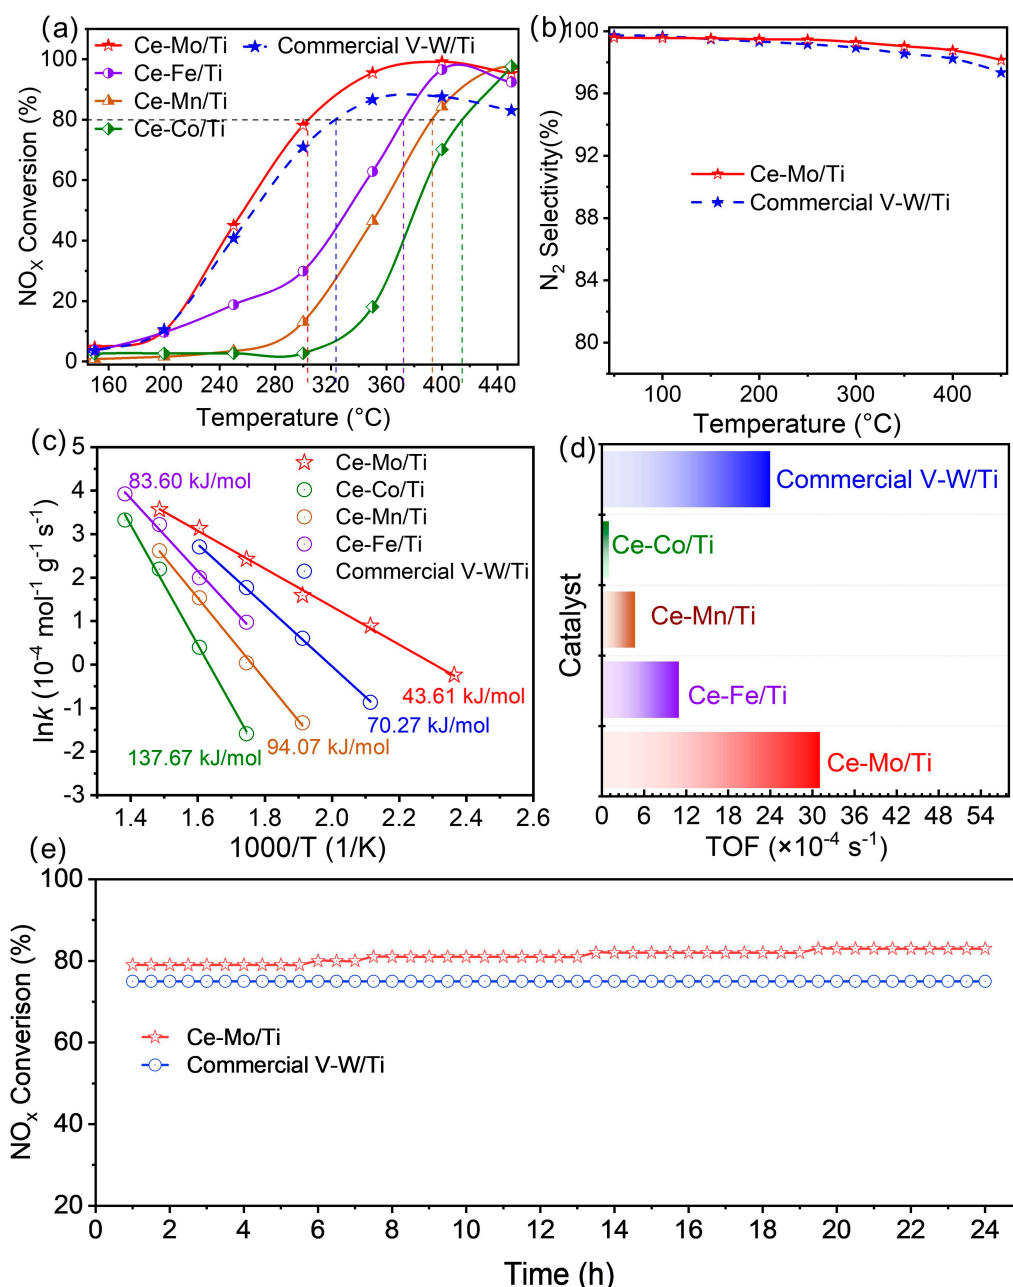 (a)
Ce-Mo/Ti
Commercial V-W/Ti
Ce-Fe/Ti
Ce-Mn/Ti
Ce-Co/Ti
NOX Conversion (%)
100
80
60
40
20
0
160 200 240 280 320 360 400 440
Temperature (°C)
(b)
N2 Selectivity(%)
100
96
92
88
84
80
Ce-Mo/Ti
Commercial V-W/Ti
100 200 300 400
Temperature (°C)
(c)
lnk (10-4 mol-1 g-1 s-1)
5
4
3
2
1
0
-1
-2
-3
83.60 kJ/mol
Ce-Mo/Ti
Ce-Co/Ti
Ce-Mn/Ti
Ce-Fe/Ti
Commercial V-W/Ti
43.61 kJ/mol
70.27 kJ/mol
94.07 kJ/mol
137.67 kJ/mol
1.4 1.6 1.8 2.0 2.2 2.4 2.6
1000/T (1/K)
(d)
Catalyst
Commercial V-W/Ti
Ce-Co/Ti
Ce-Mn/Ti
Ce-Fe/Ti
Ce-Mo/Ti
0 6 12 18 24 30 36 42 48 54
TOF (×10-4 s-1)
(e)
NOx Converison (%)
100
80
60
40
20
Ce-Mo/Ti
Commercial V-W/Ti
0 2 4 6 8 10 12 14 16 18 20 22 24
Time (h)